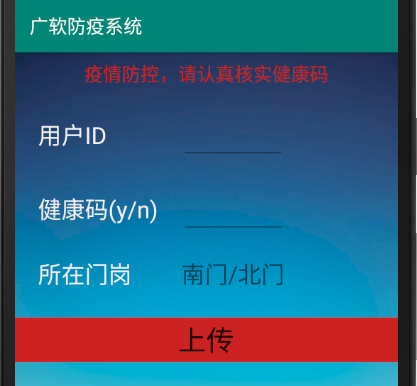 广软防疫系统
疫情防控，请认真核实健康码
用户ID
健康码(y/n)
所在门岗 南门/北门
上传